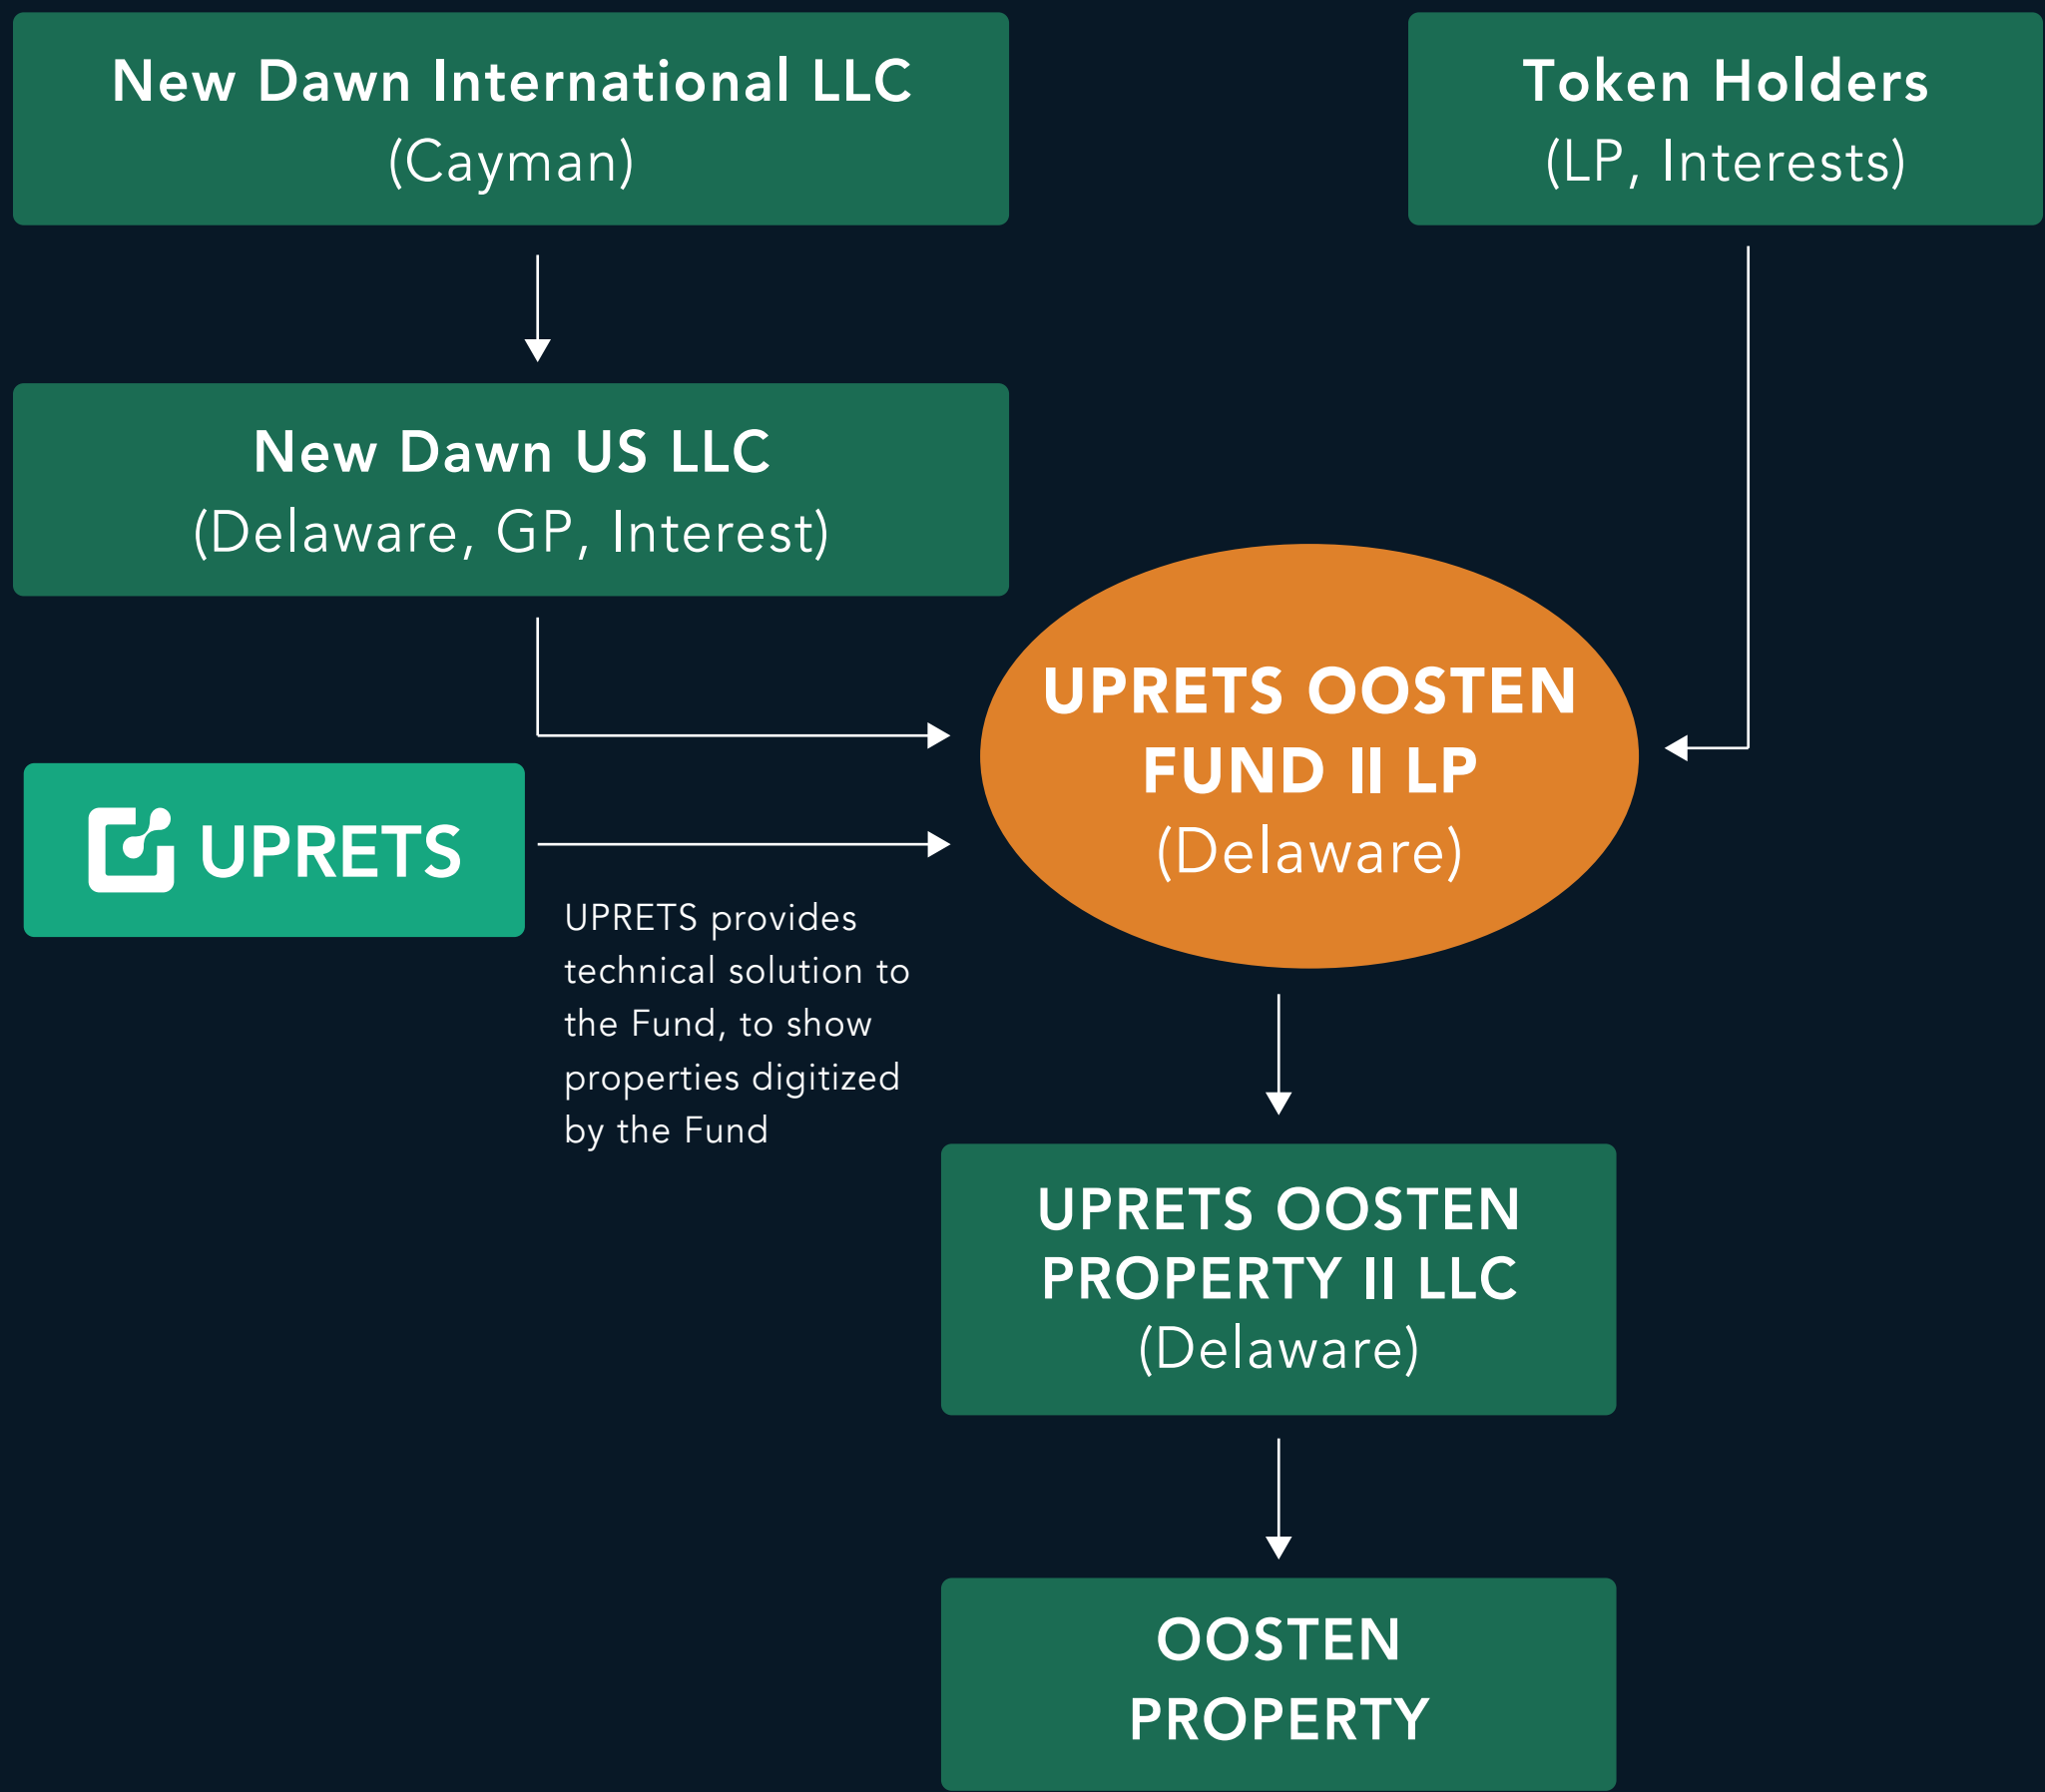 New Dawn International LLC
(Cayman)
Token Holders
(LP, Interests)
New Dawn US LLC
(Delaware, GP, Interest)
UPRETS OOSTEN
FUND II LP
(Delaware)
UPRETS
UPRETS provides
technical solution to
the Fund, to show
properties digitized
by the Fund
UPRETS OOSTEN
PROPERTY II LLC
(Delaware)
OOSTEN
PROPERTY